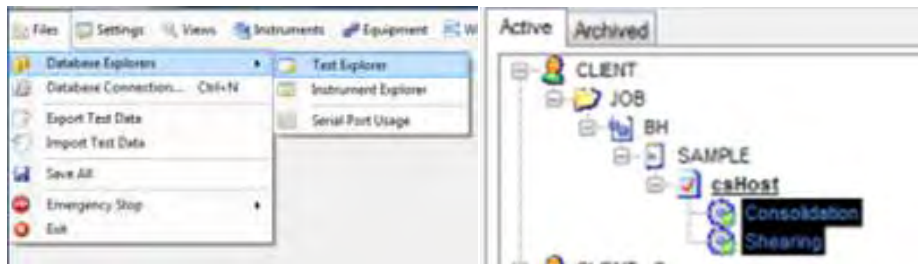 Files Settings Views Instruments Equipment
Database Explorers
Database Connection... Ctrl+N
Export Test Data
Import Test Data
Save All
Emergency Stop
Exit
Test Explorer
Instrument Explorer
Serial Port Usage
Active Archived
CLIENT
JOB
BH
SAMPLE
csHost
Consolidation
Shearing